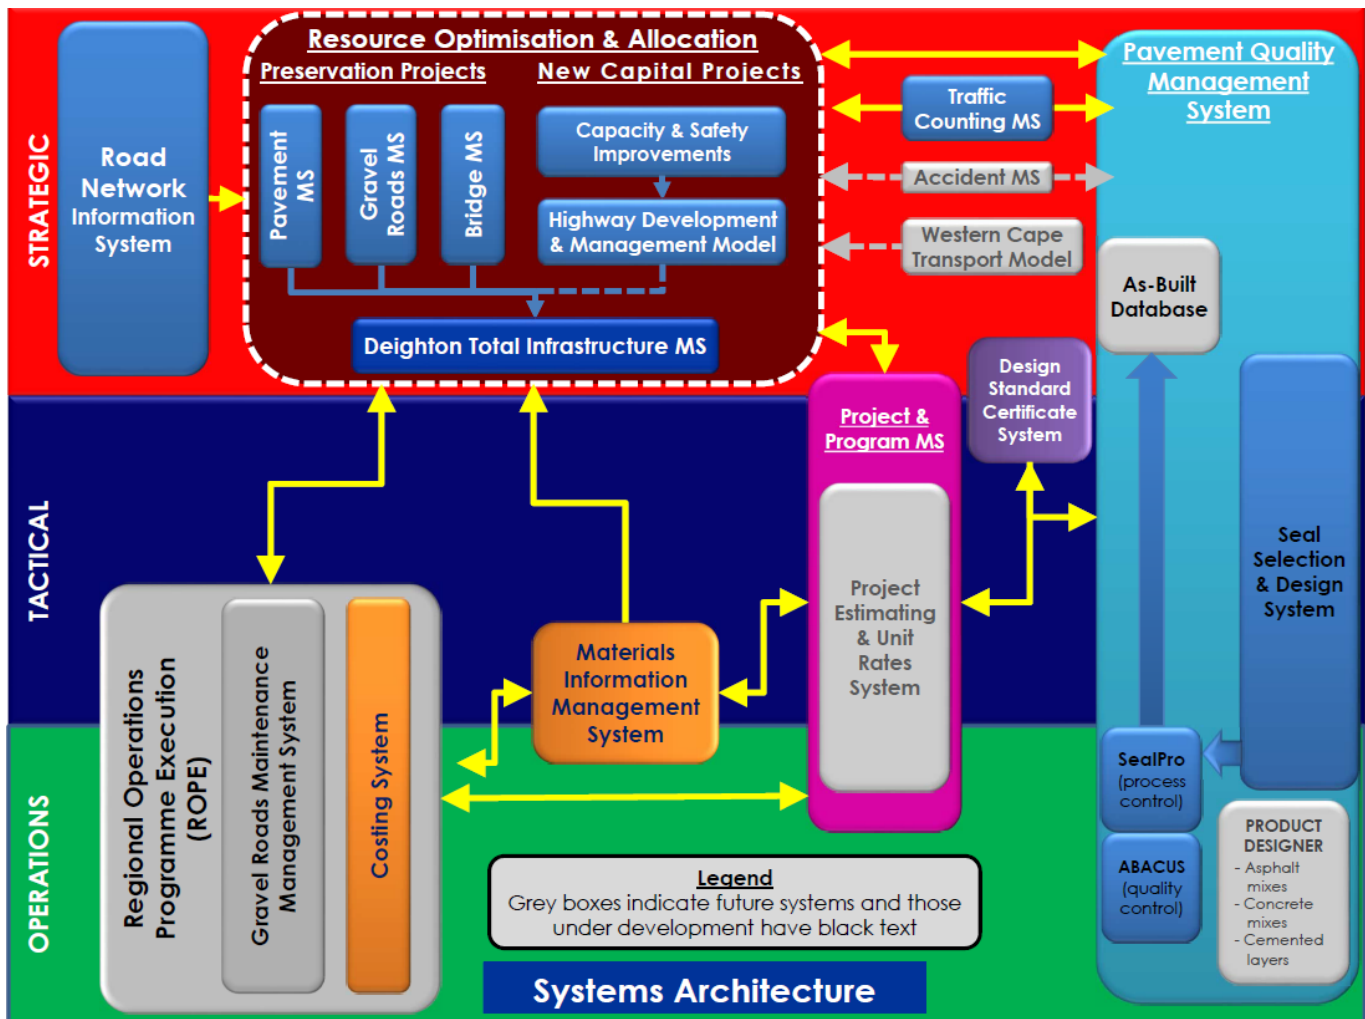 STRATEGIC
Road
Network
Information
System
Resource Optimisation & Allocation
Preservation Projects
New Capital Projects
Pavement
MS
Gravel
Roads MS
Bridge MS
Capacity & Safety
Improvements
Highway Development
& Management Model
Deighton Total Infrastructure MS
Traffic
Counting MS
Accident MS
Western Cape
Transport Model
Pavement Quality
Management
System
As-Built
Database
Design
Standard
Certificate
System
TACTICAL
Project &
Program MS
Project
Estimating
& Unit
Rates
System
Seal
Selection
& Design
System
Materials
Information
Management
System
Regional Operations
Programme Execution
(ROPE)
Gravel Roads Maintenance
Management System
Costing System
OPERATIONS
SealPro
(process
control)
ABACUS
(quality
control)
PRODUCT
DESIGNER
- Asphalt
mixes
- Concrete
mixes
- Cemented
layers
Legend
Grey boxes indicate future systems and those
under development have black text
Systems Architecture